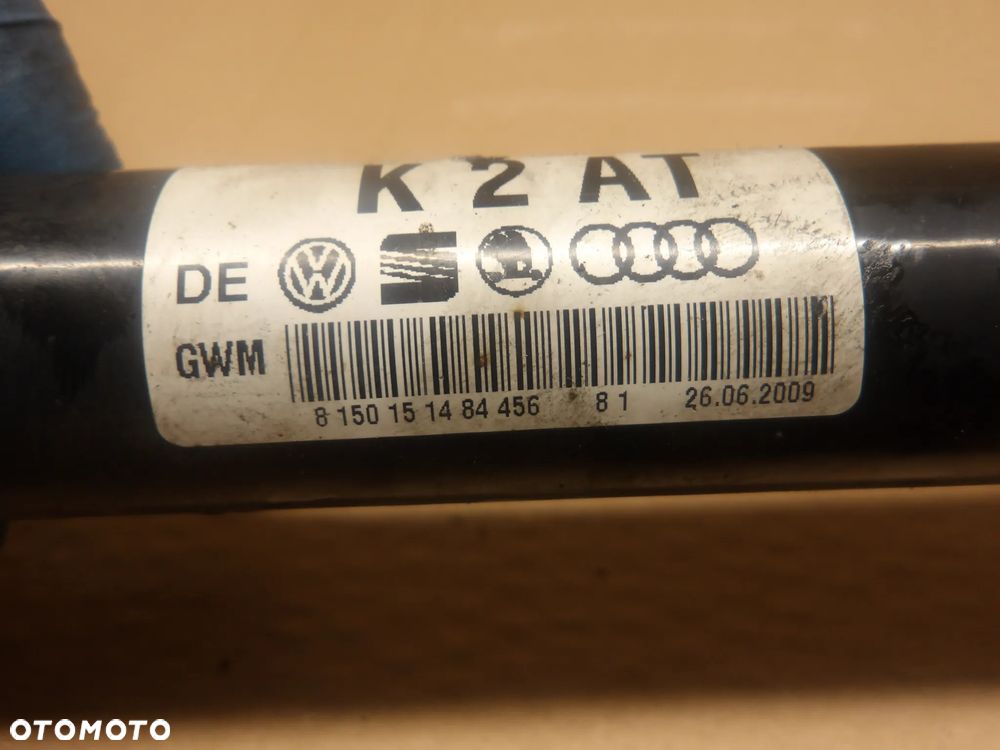 K 2 AT
DE
GWM
8 150 15 14 84 456 8 1 26.06.2009
OTOMOTO